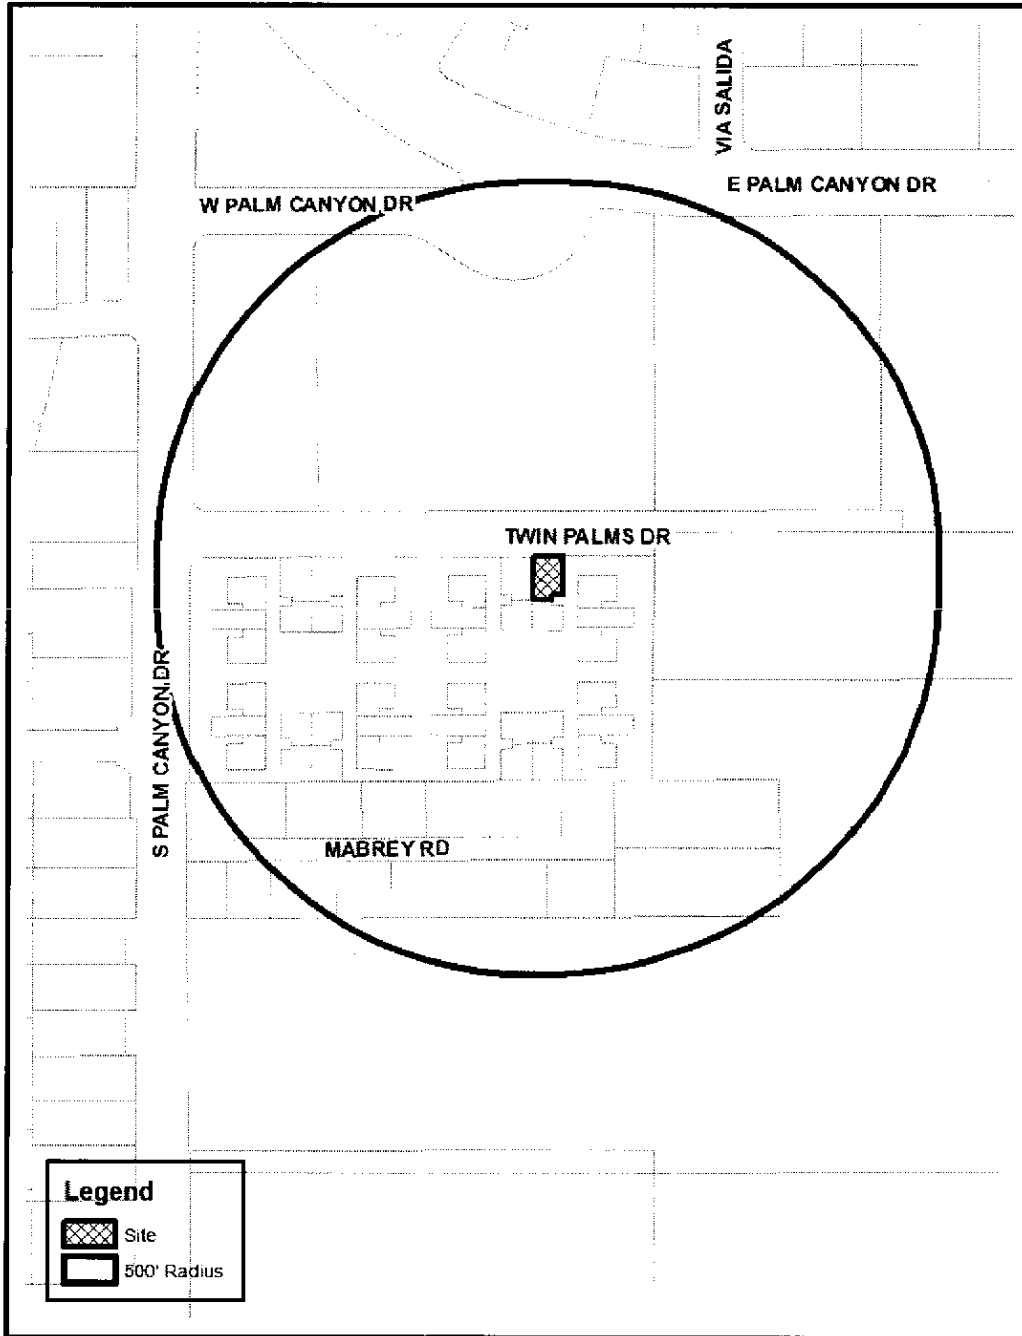 VIA SALIDA
E PALM CANYON DR
W PALM CANYON DR
TWIN PALMS DR
S PALM CANYON DR
MABREY RD
Legend
Site
500' Radius